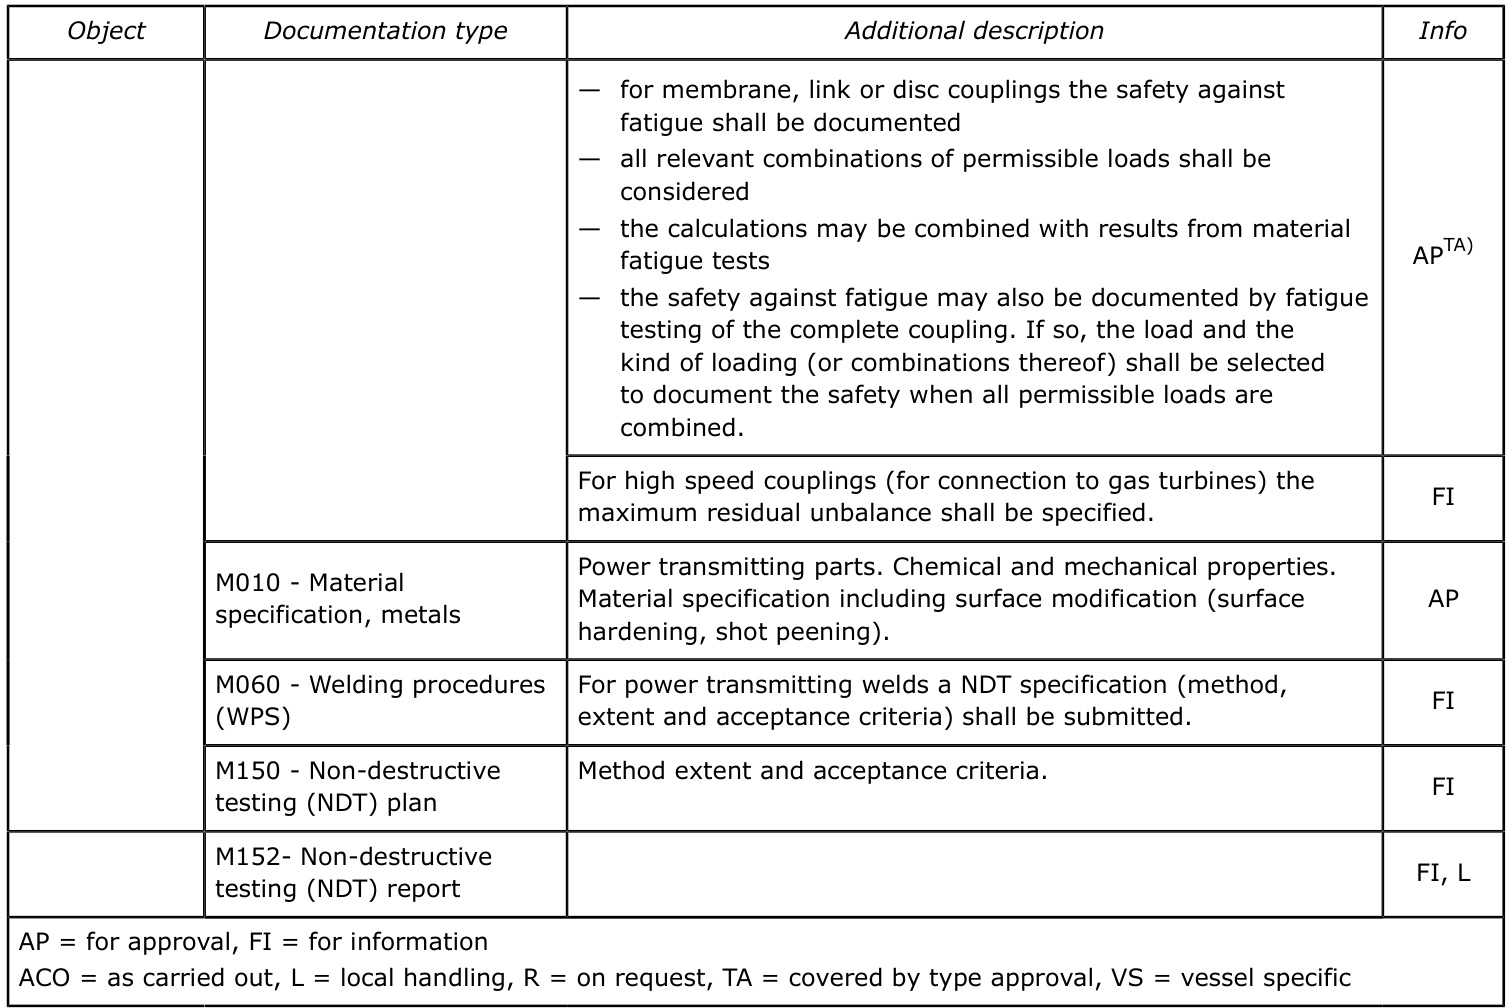 Object Documentation type Additional description Info
— for membrane, link or disc couplings the safety against
fatigue shall be documented
— all relevant combinations of permissible loads shall be
considered
— the calculations may be combined with results from material
fatigue tests
— the safety against fatigue may also be documented by fatigue
testing of the complete coupling. If so, the load and the
kind of loading (or combinations thereof) shall be selected
to document the safety when all permissible loads are
combined.
AP^TA)
For high speed couplings (for connection to gas turbines) the
maximum residual unbalance shall be specified.
FI
M010 - Material
specification, metals
Power transmitting parts. Chemical and mechanical properties.
Material specification including surface modification (surface
hardening, shot peening).
AP
M060 - Welding procedures
(WPS)
For power transmitting welds a NDT specification (method,
extent and acceptance criteria) shall be submitted.
FI
M150 - Non-destructive
testing (NDT) plan
Method extent and acceptance criteria.
FI
M152- Non-destructive
testing (NDT) report
FI, L
AP = for approval, FI = for information
ACO = as carried out, L = local handling, R = on request, TA = covered by type approval, VS = vessel specific